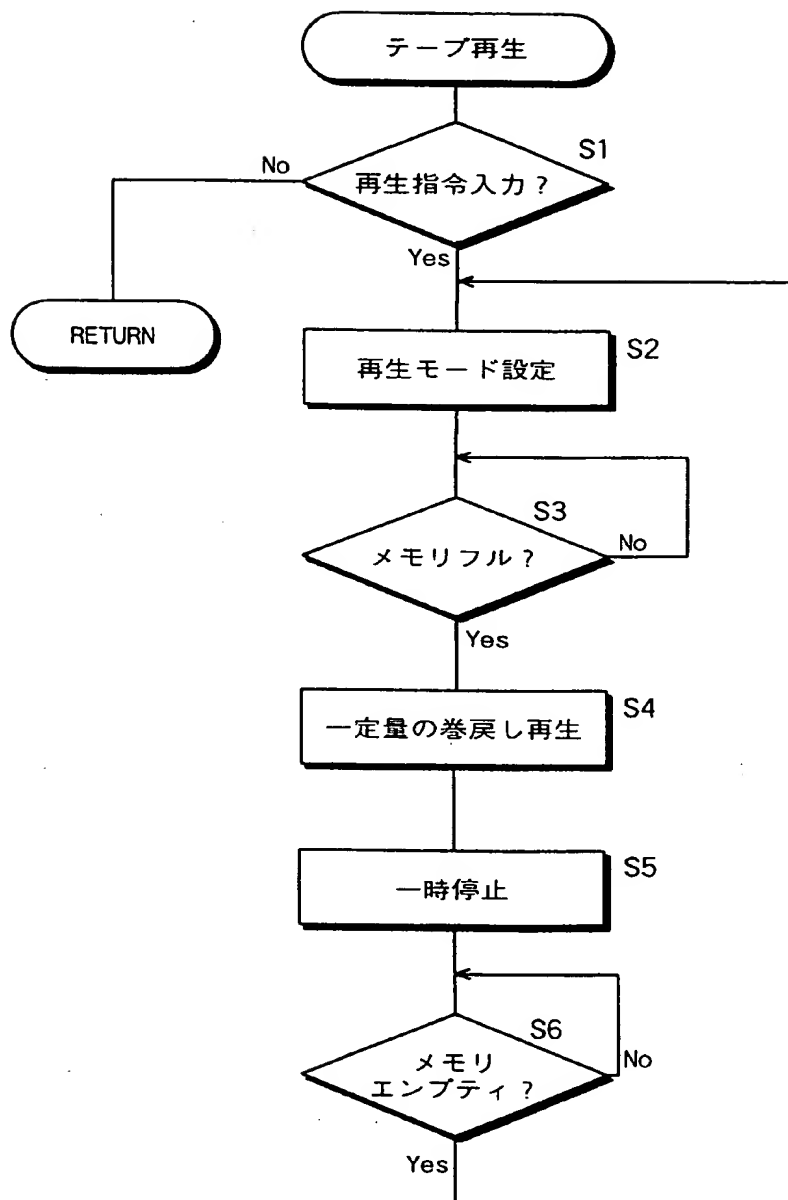 テープ再生
S1
No
再生指令入力?
Yes
RETURN
S2
再生モード設定
S3
メモリフル?
No
Yes
S4
一定量の巻戻し再生
S5
一時停止
S6
メモリ
エンプティ?
No
Yes